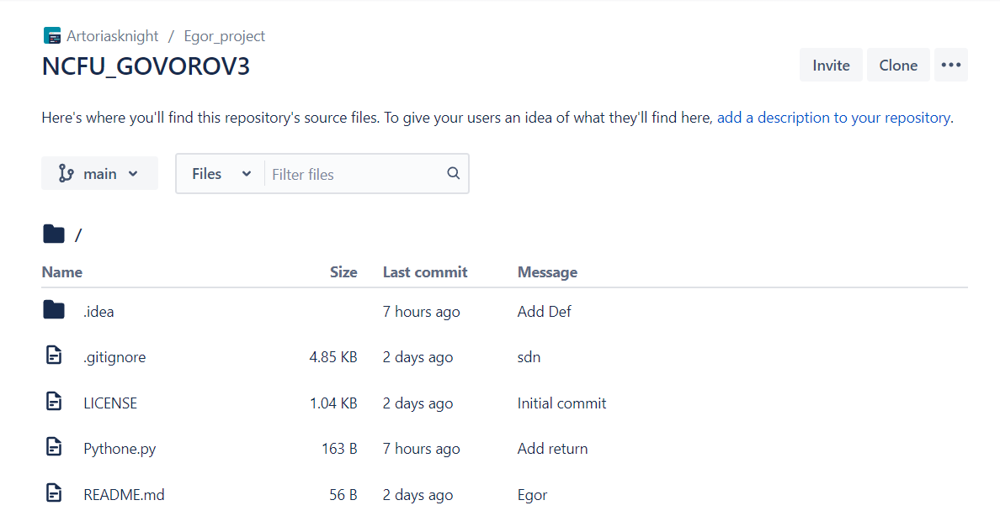 Artoriasknight / Egor_project
NCFU_GOVOROV3
Invite Clone
Here's where you'll find this repository's source files. To give your users an idea of what they'll find here, add a description to your repository.
main Files Filter files
/
Name Size Last commit Message
.idea 7 hours ago Add Def
.gitignore 4.85 KB 2 days ago sdn
LICENSE 1.04 KB 2 days ago Initial commit
Pythone.py 163 B 7 hours ago Add return
README.md 56 B 2 days ago Egor